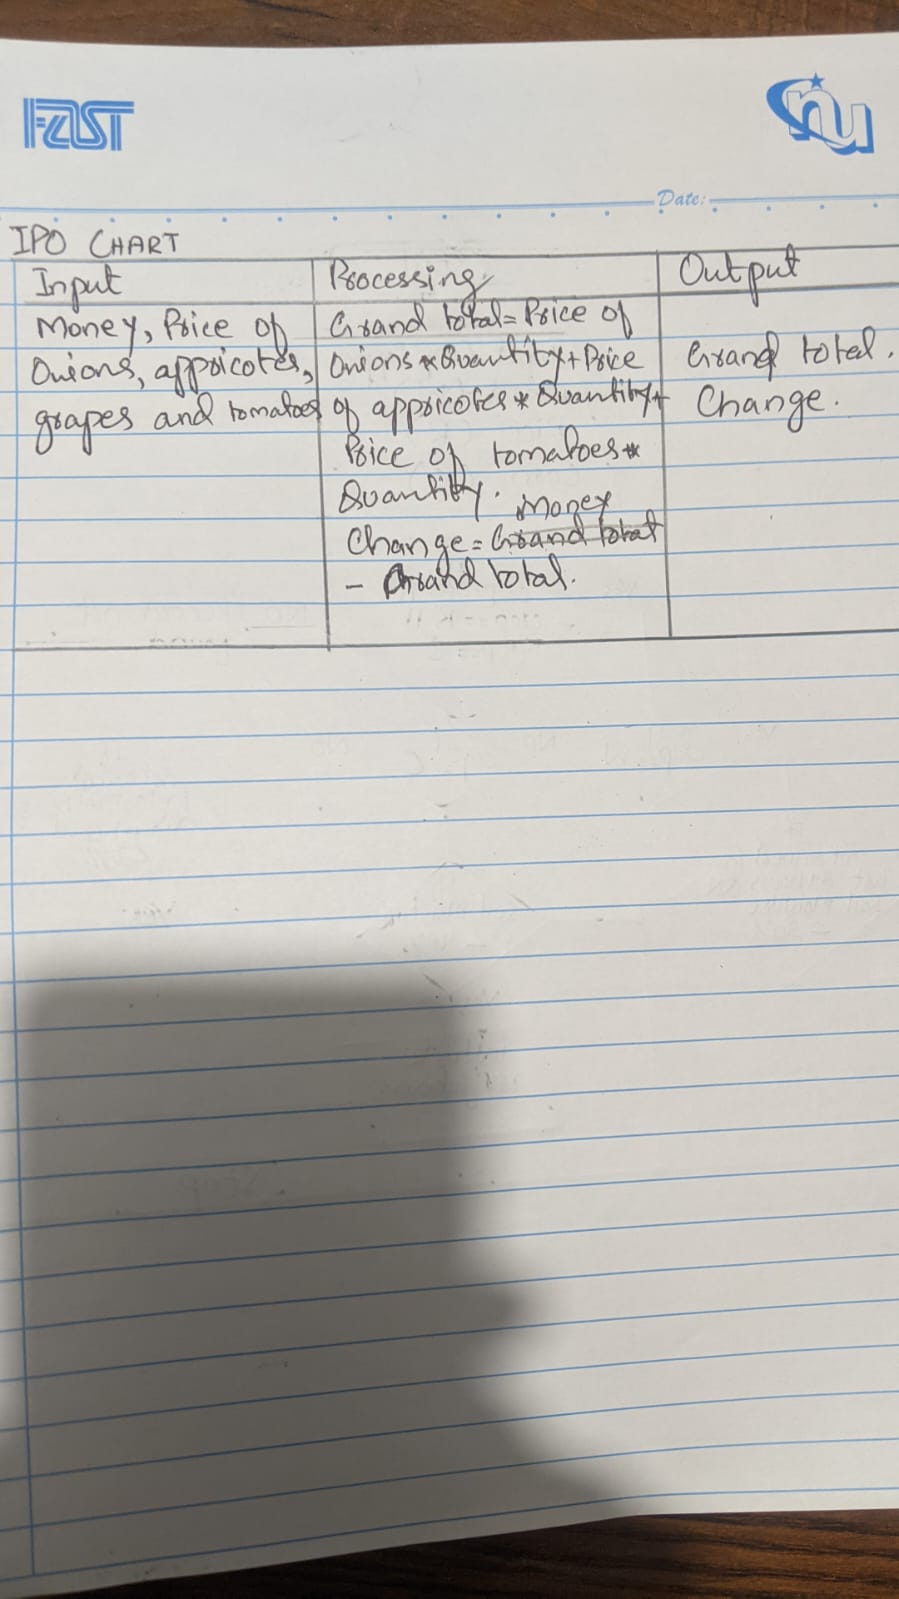 FAST
nu
Date:
IPO CHART
Input
Money, Price of
Onions, appricotes,
grapes and tomatoes
Processing
Grand total = Price of
Onions * Quantity + Price
of appricotes * Quantity +
Price of tomatoes *
Quantity.
Money
Change = Grand total
- Grand total.
Output
Grand total.
Change.